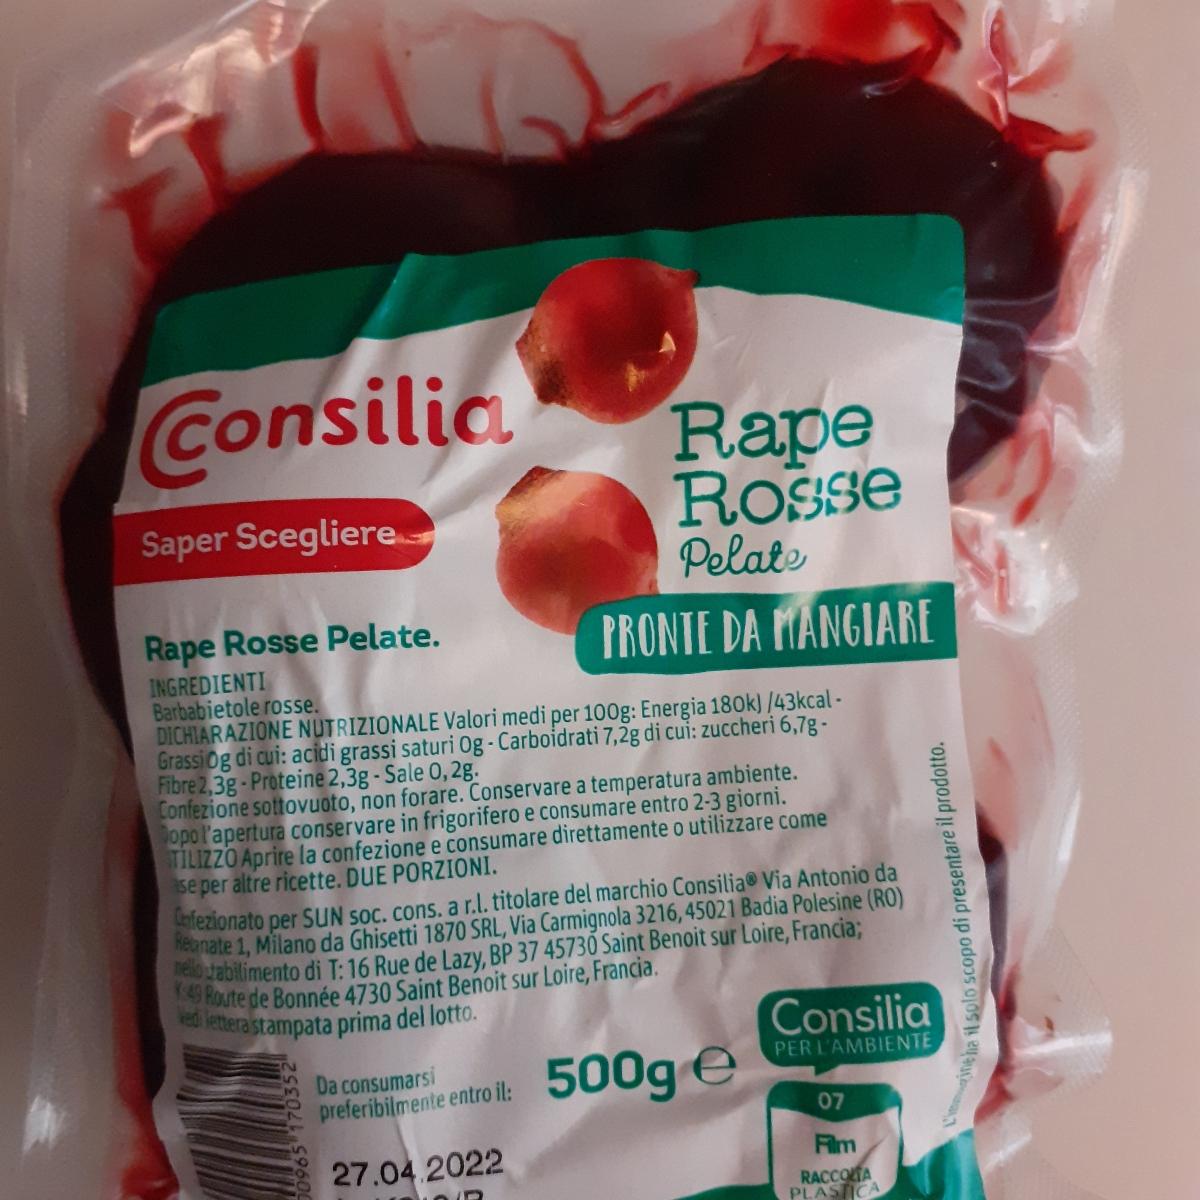 Consilia
Rape
Rosse
Pelate
Saper Scegliere
PRONTE DA MANGIARE
Rape Rosse Pelate.
INGREDIENTI
Barbabietole rosse.
DICHIARAZIONE NUTRIZIONALE Valori medi per 100g: Energia 180kJ /43kcal -
Grassi 0g di cui: acidi grassi saturi 0g - Carboidrati 7,2g di cui: zuccheri 6,7g -
Fibre 2,3g - Proteine 2,3g - Sale 0,2g.
Confezione sottovuoto, non forare. Conservare a temperatura ambiente.
Dopo l'apertura conservare in frigorifero e consumare entro 2-3 giorni.
UTILIZZO Aprire la confezione e consumare direttamente o utilizzare come
base per altre ricette. DUE PORZIONI.
Confezionato per SUN soc. cons. a r.l. titolare del marchio Consilia® Via Antonio da
Recanate 1, Milano da Ghisetti 1870 SRL, Via Carmignola 3216, 45021 Badia Polesine (RO)
nello stabilimento di T: 16 Rue de Lazy, BP 37 45730 Saint Benoit sur Loire, Francia;
K: 49 Route de Bonnée 4730 Saint Benoit sur Loire, Francia.
Vedi lettera stampata prima del lotto.
L'immagine ha il solo scopo di presentare il prodotto.
Consilia
PER L'AMBIENTE
Da consumarsi
preferibilmente entro il:
500g e
07
Film
RACCOLTA
PLASTICA
27.04.2022
170352